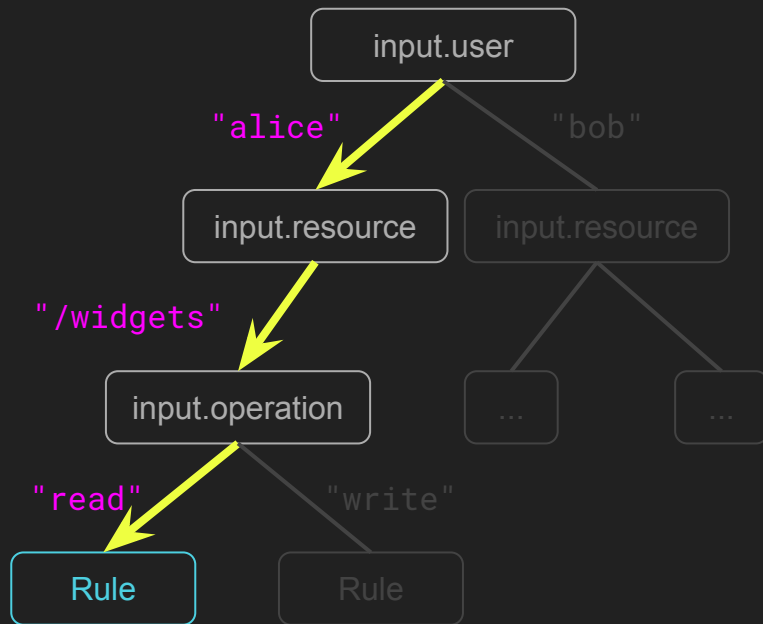 input.user
"alice"
"bob"
input.resource
input.resource
"/widgets"
input.operation
...
...
"read"
"write"
Rule
Rule